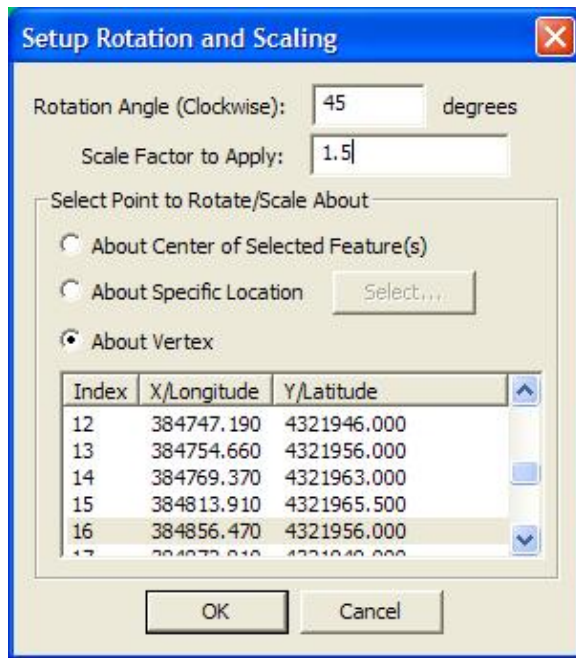 Setup Rotation and Scaling
Rotation Angle (Clockwise): 45 degrees
Scale Factor to Apply: 1.5
Select Point to Rotate/Scale About
About Center of Selected Feature(s)
About Specific Location Select...
About Vertex
Index X/Longitude Y/Latitude
12 384747.190 4321946.000
13 384754.660 4321956.000
14 384769.370 4321963.000
15 384813.910 4321965.500
16 384856.470 4321956.000
OK Cancel